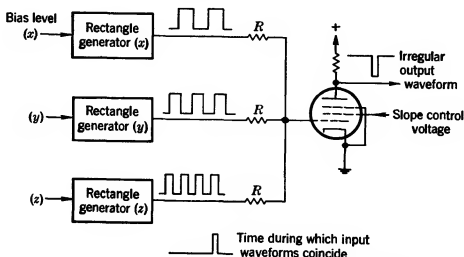 Bias level
(x)
Rectangle
generator (x)
R
+
Irregular
output
waveform
(y)
Rectangle
generator (y)
R
Slope control
voltage
(z)
Rectangle
generator (z)
R
Time during which input
waveforms coincide